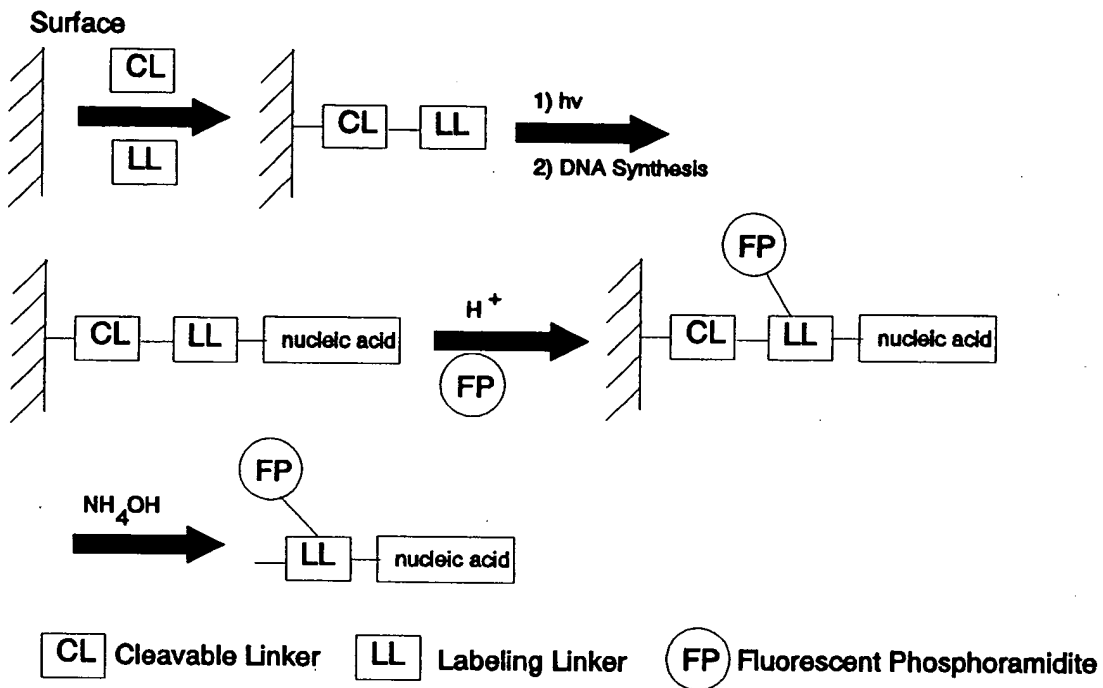 Surface
CL
LL
CL LL
1) hv
2) DNA Synthesis
CL LL nucleic acid
H+
FP
FP
CL LL nucleic acid
NH4OH
FP
LL nucleic acid
CL Cleavable Linker LL Labeling Linker FP Fluorescent Phosphoramidite